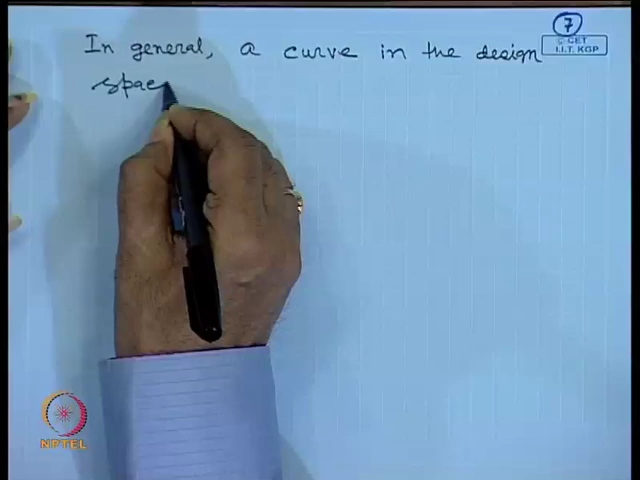 7
© CET
I.I.T. KGP
In general, a curve in the design
space
NPTEL